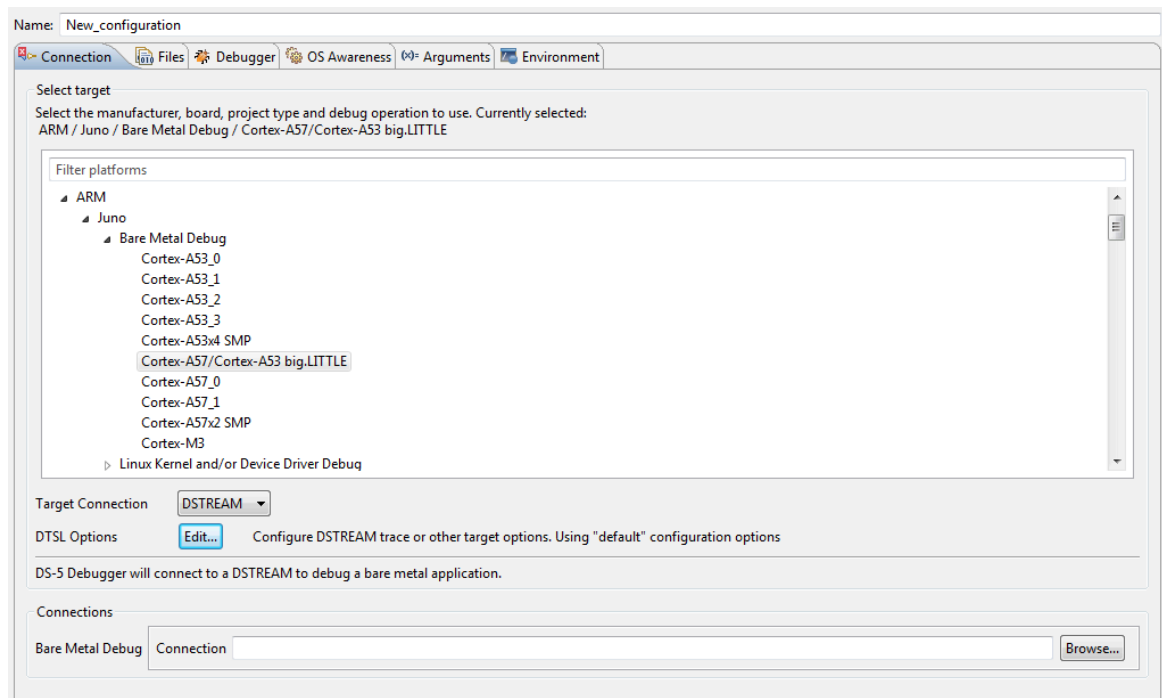 Name: New_configuration
Connection Files Debugger OS Awareness (x)= Arguments Environment
Select target
Select the manufacturer, board, project type and debug operation to use. Currently selected:
ARM / Juno / Bare Metal Debug / Cortex-A57/Cortex-A53 big.LITTLE
Filter platforms
ARM
Juno
Bare Metal Debug
Cortex-A53_0
Cortex-A53_1
Cortex-A53_2
Cortex-A53_3
Cortex-A53x4 SMP
Cortex-A57/Cortex-A53 big.LITTLE
Cortex-A57_0
Cortex-A57_1
Cortex-A57x2 SMP
Cortex-M3
Linux Kernel and/or Device Driver Debug
Target Connection DSTREAM
DTSL Options Edit... Configure DSTREAM trace or other target options. Using "default" configuration options
DS-5 Debugger will connect to a DSTREAM to debug a bare metal application.
Connections
Bare Metal Debug Connection Browse...